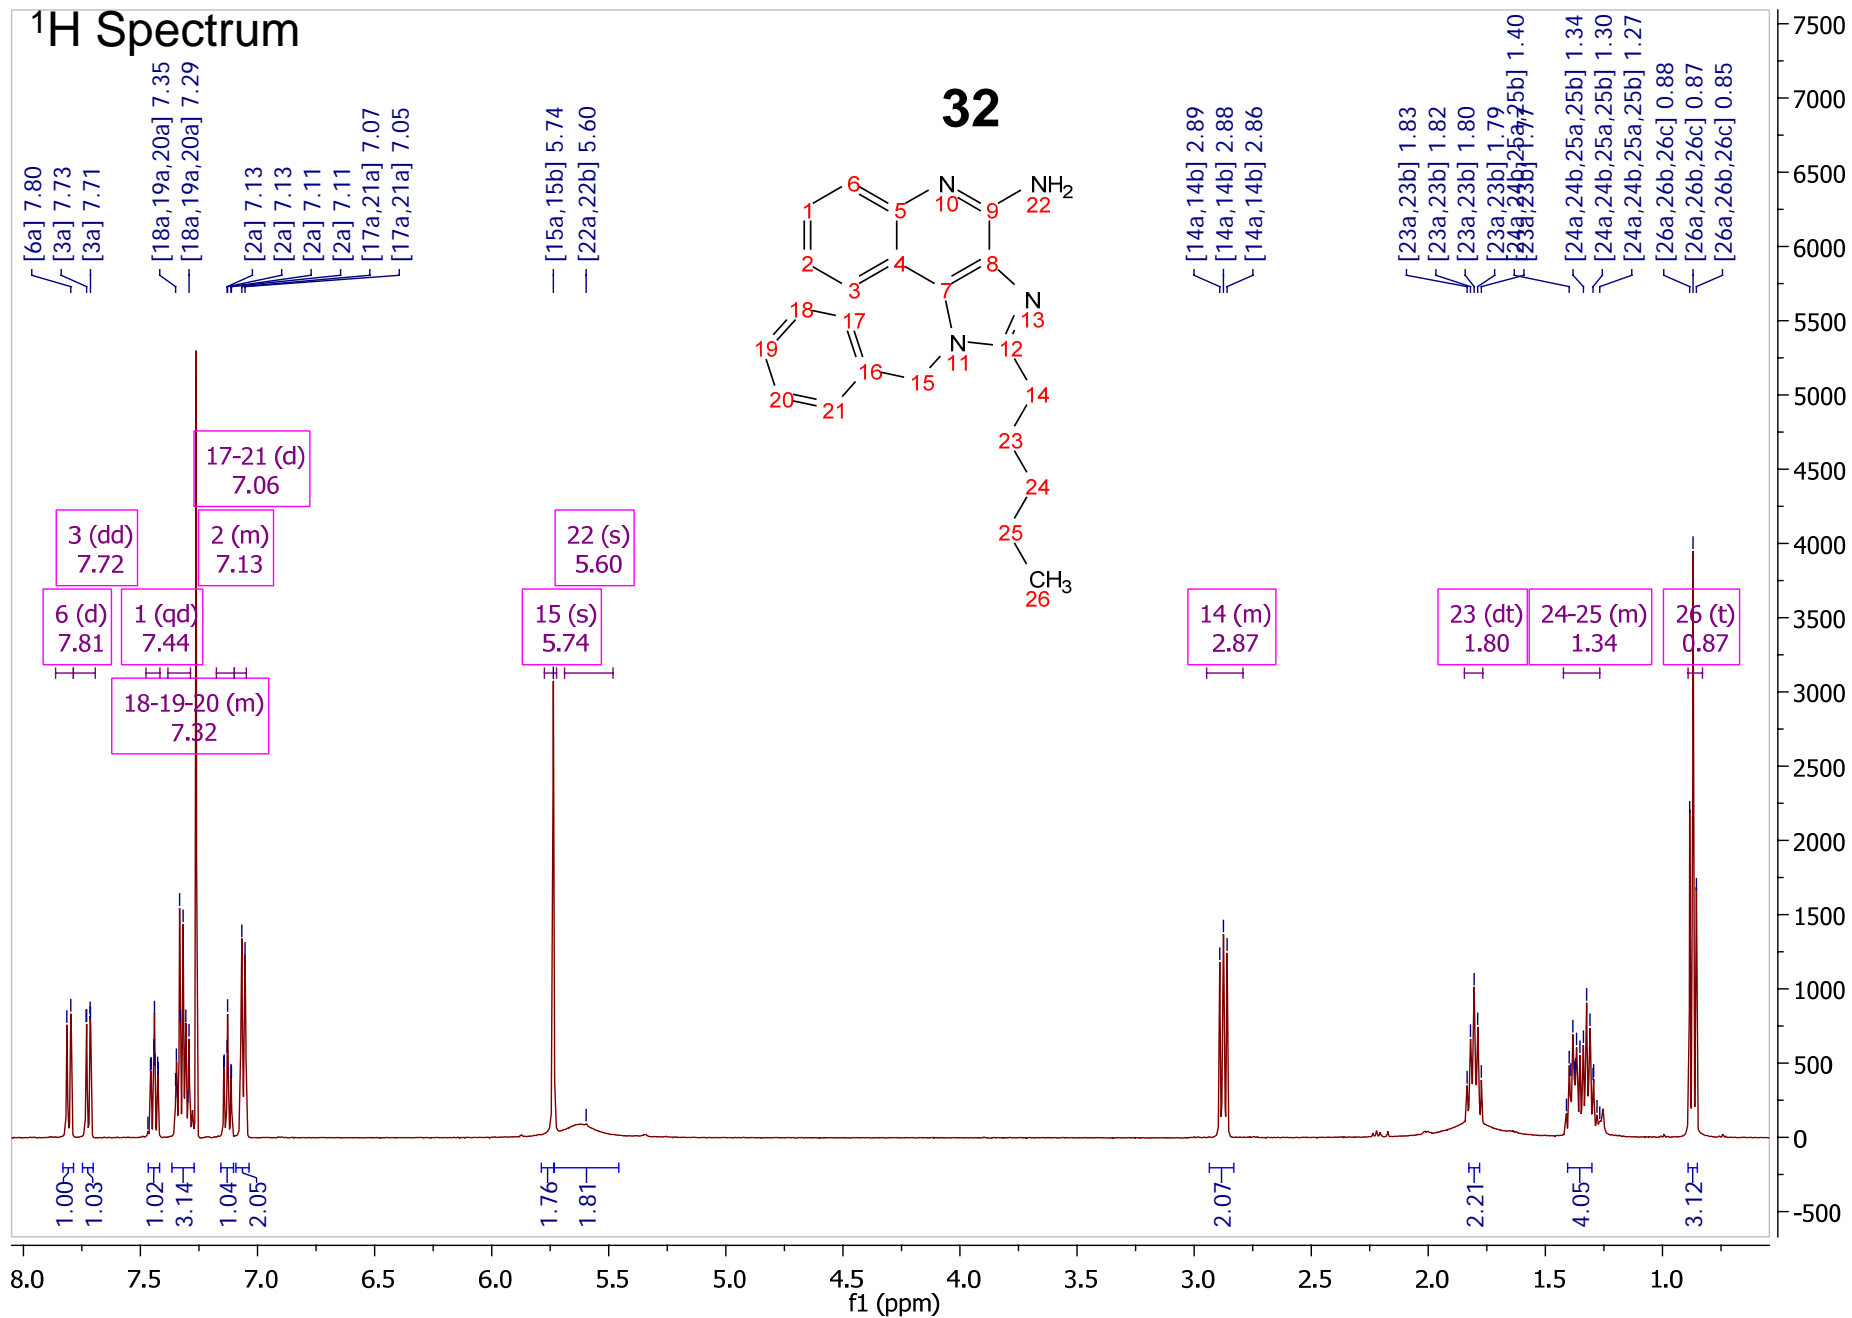 ¹H Spectrum
32
[6a] 7.80
[3a] 7.73
[3a] 7.71
[18a,19a,20a] 7.35
[18a,19a,20a] 7.29
[2a] 7.13
[2a] 7.13
[2a] 7.11
[2a] 7.11
[17a,21a] 7.07
[17a,21a] 7.05
[15a,15b] 5.74
[22a,22b] 5.60
[14a,14b] 2.89
[14a,14b] 2.88
[14a,14b] 2.86
[23a,23b] 1.83
[23a,23b] 1.82
[23a,23b] 1.80
[23a,23b] 1.79
[23a,23b] 1.77
[24a,24b,25a,25b] 1.40
[24a,24b,25a,25b] 1.34
[24a,24b,25a,25b] 1.30
[24a,24b,25a,25b] 1.27
[26a,26b,26c] 0.88
[26a,26b,26c] 0.87
[26a,26b,26c] 0.85
6
1
5
N
10
9
NH2
22
2
4
8
3
7
N
13
18
17
N
11
12
19
16
15
14
20
21
23
24
25
CH3
26
17-21 (d)
7.06
3 (dd)
7.72
2 (m)
7.13
22 (s)
5.60
6 (d)
7.81
1 (qd)
7.44
15 (s)
5.74
14 (m)
2.87
23 (dt)
1.80
24-25 (m)
1.34
26 (t)
0.87
18-19-20 (m)
7.32
7500
7000
6500
6000
5500
5000
4500
4000
3500
3000
2500
2000
1500
1000
500
0
-500
1.00
1.03
1.02
3.14
1.04
2.05
1.76
1.81
2.07
2.21
4.05
3.12
8.0 7.5 7.0 6.5 6.0 5.5 5.0 4.5 4.0 3.5 3.0 2.5 2.0 1.5 1.0
f1 (ppm)